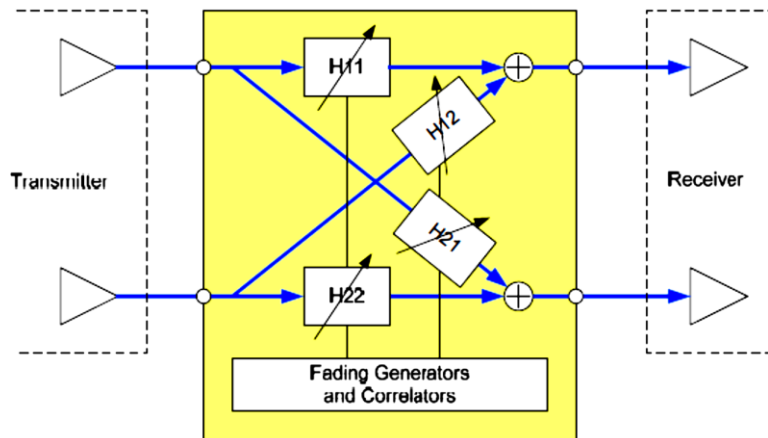 H11
H12
Transmitter
Receiver
H21
H22
Fading Generators
and Correlators